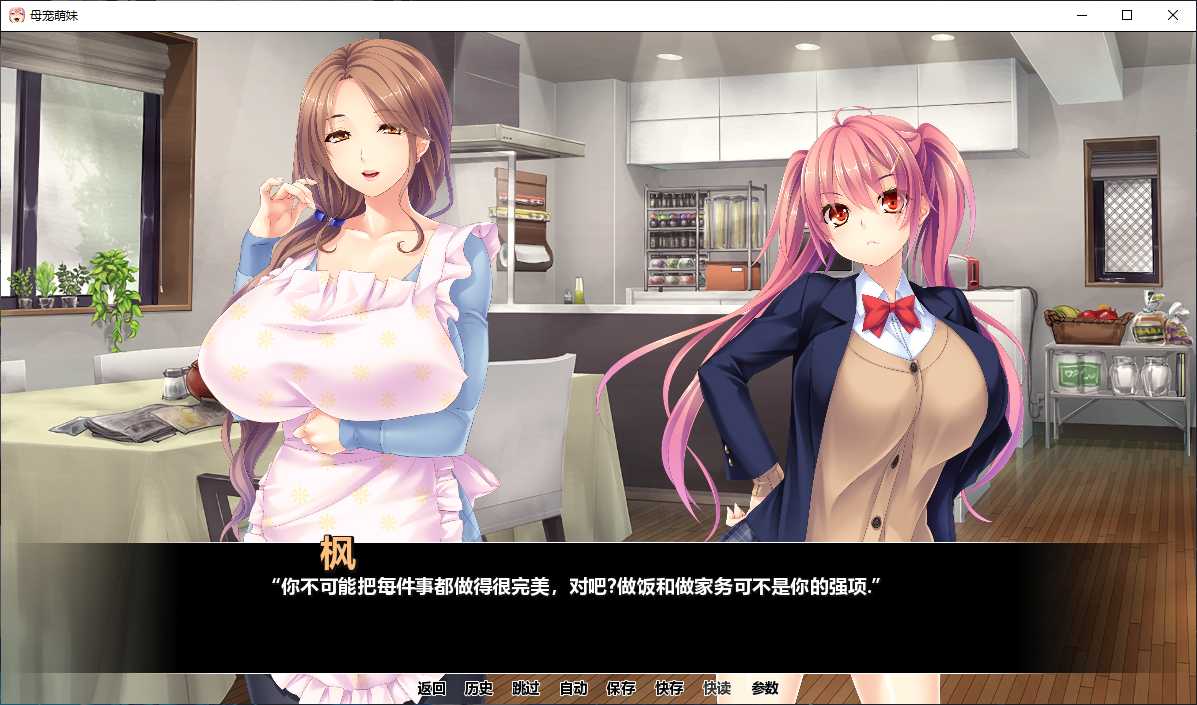 母宠萌妹
枫
“你不可能把每件事都做得很完美，对吧?做饭和做家务可不是你的强项.”
返回 历史 跳过 自动 保存 快存 快读 参数